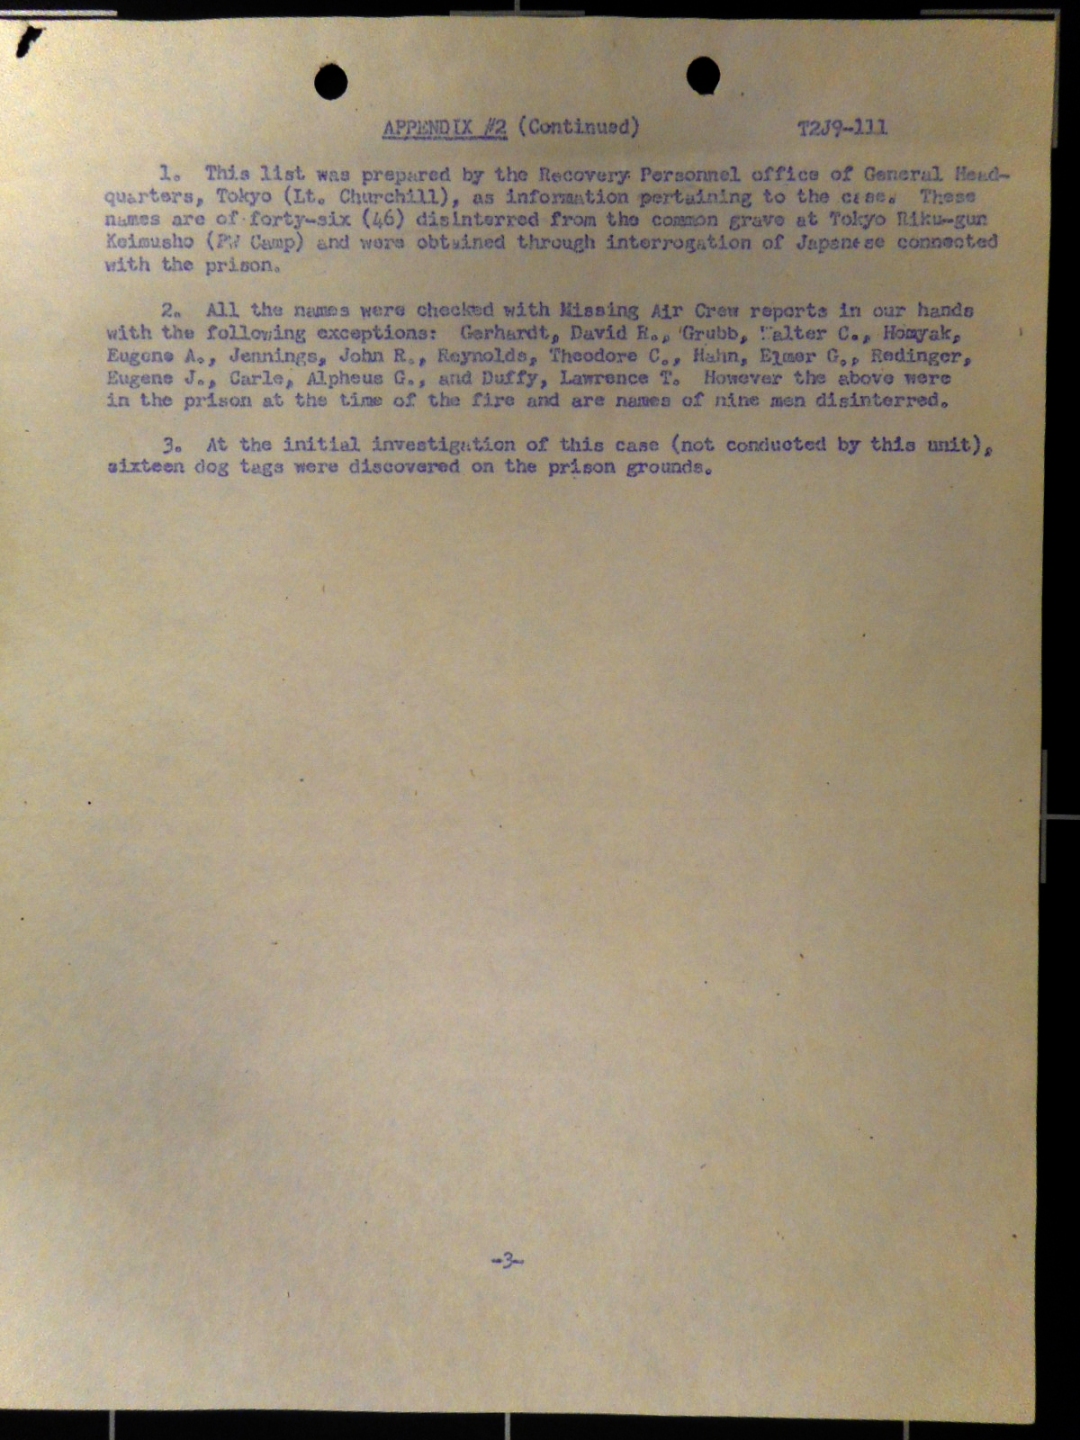 APPENDIX #2 (Continued) T2J9-111
1. This list was prepared by the Recovery Personnel office of General Head-
quarters, Tokyo (Lt. Churchill), as information pertaining to the case. These
names are of forty-six (46) disinterred from the common grave at Tokyo Riku-gun
Keimusho (PW Camp) and were obtained through interrogation of Japanese connected
with the prison.
2. All the names were checked with Missing Air Crew reports in our hands
with the following exceptions: Gerhardt, David R., Grubb, Walter C., Homyak,
Eugene A., Jennings, John R., Reynolds, Theodore C., Hahn, Elmer G., Redinger,
Eugene J., Carle, Alpheus G., and Duffy, Lawrence T. However the above were
in the prison at the time of the fire and are names of nine men disinterred.
3. At the initial investigation of this case (not conducted by this unit),
sixteen dog tags were discovered on the prison grounds.
-3-